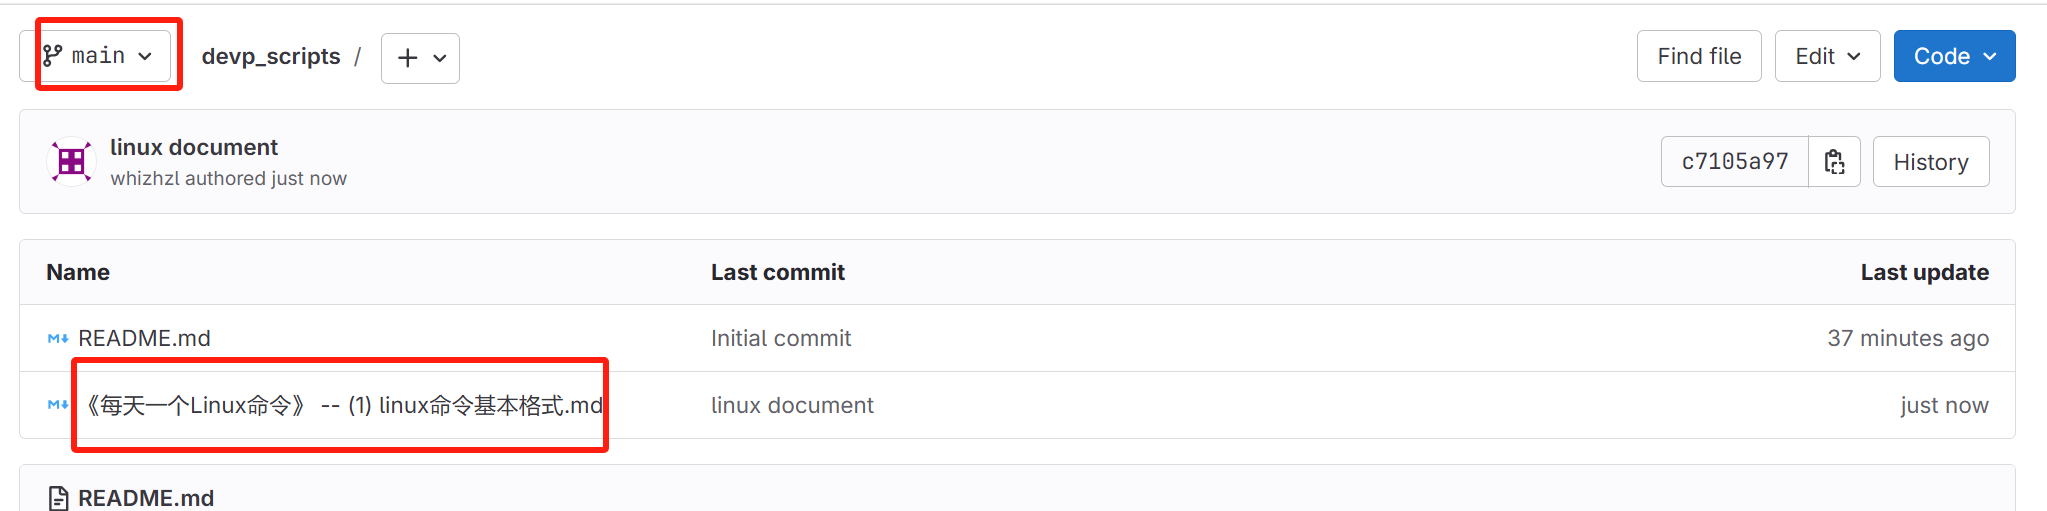 main devp_scripts / + Find file Edit Code
linux document
whizhzl authored just now
c7105a97 History
Name Last commit Last update
README.md Initial commit 37 minutes ago
《每天一个Linux命令》 -- (1) linux命令基本格式.md linux document just now
README.md